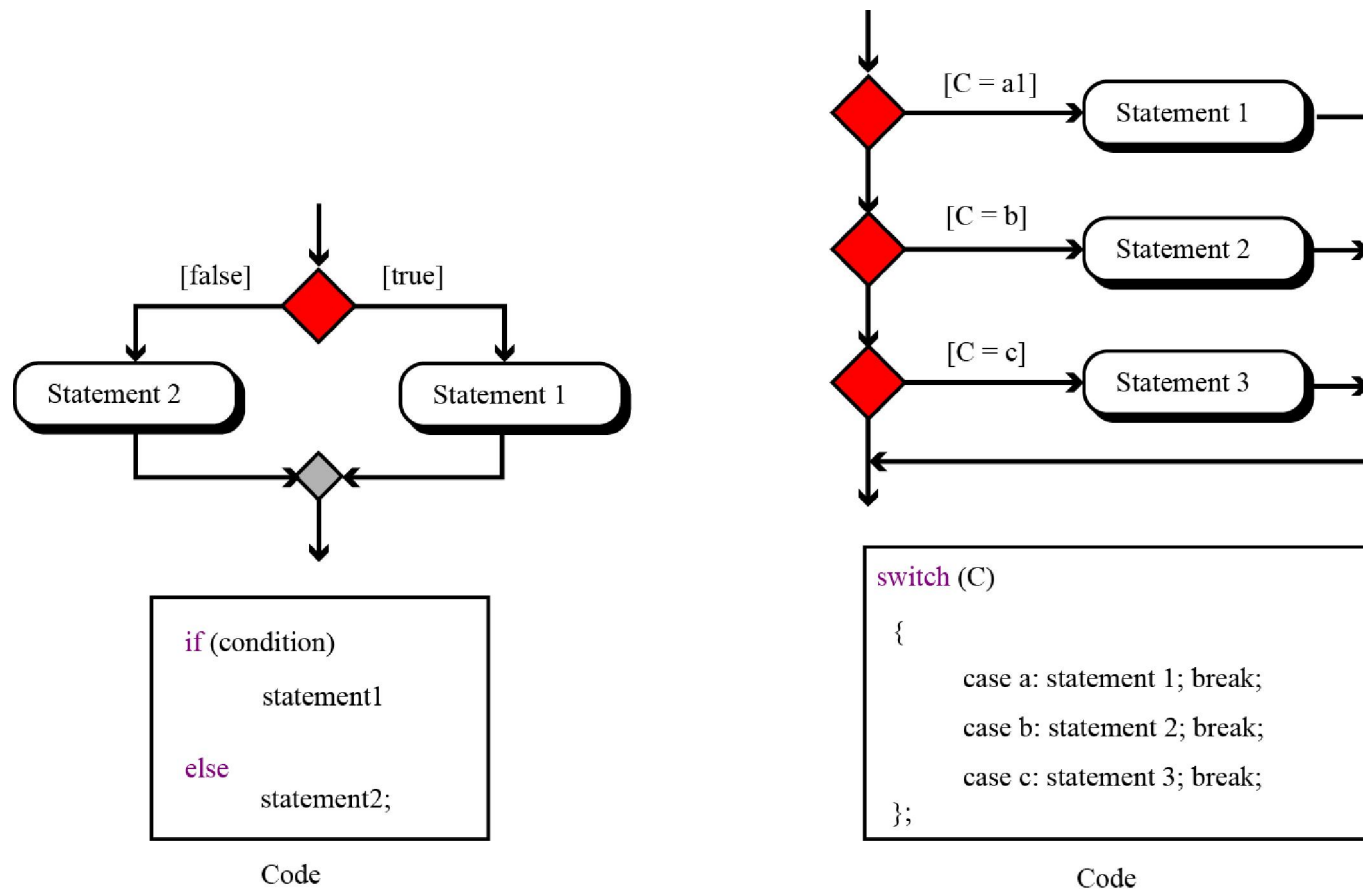 [false]
[true]
Statement 2
Statement 1
if (condition)
statement1
else
statement2;
Code
[C = a1]
Statement 1
[C = b]
Statement 2
[C = c]
Statement 3
switch (C)
{
case a: statement 1; break;
case b: statement 2; break;
case c: statement 3; break;
};
Code